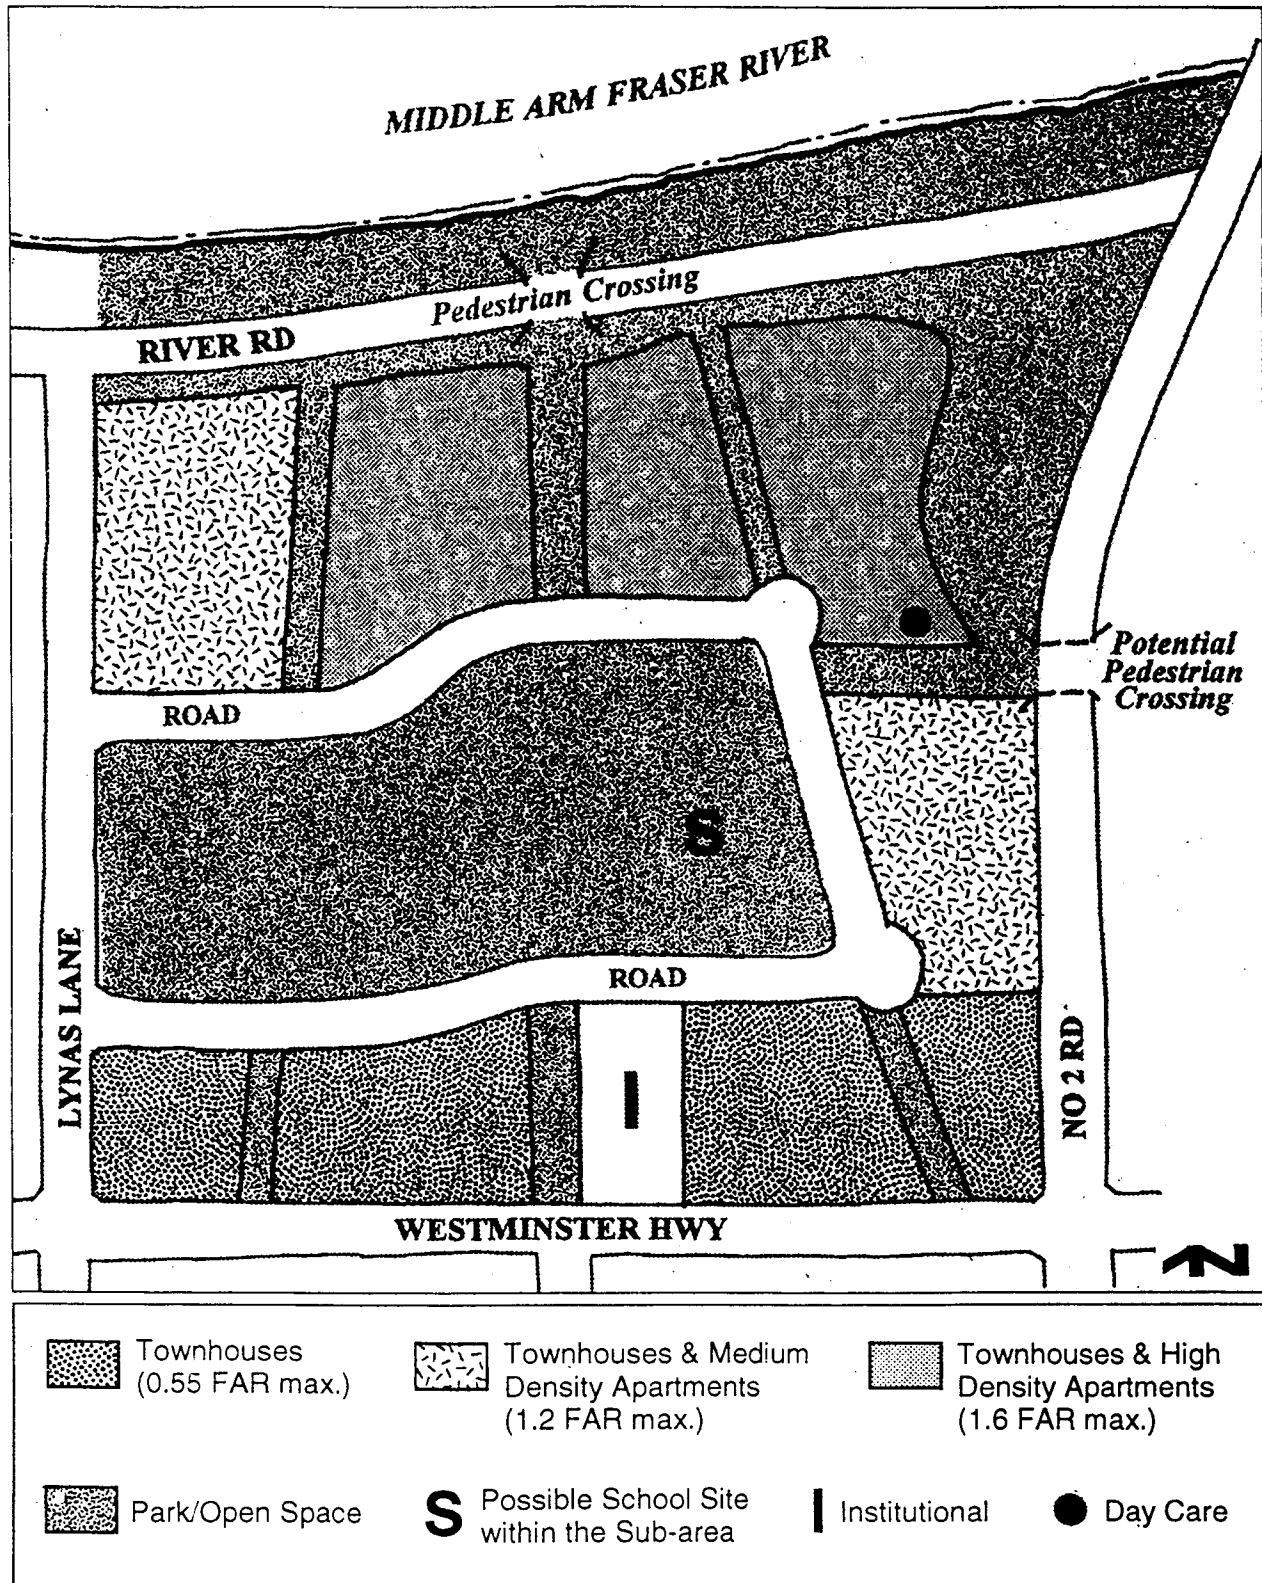 MIDDLE ARM FRASER RIVER
Pedestrian Crossing
RIVER RD
Potential
Pedestrian
Crossing
ROAD
S
ROAD
LYNAS LANE
I
NO 2 RD
WESTMINSTER HWY
N
Townhouses
(0.55 FAR max.)
Townhouses & Medium
Density Apartments
(1.2 FAR max.)
Townhouses & High
Density Apartments
(1.6 FAR max.)
Park/Open Space
S
Possible School Site
within the Sub-area
I
Institutional
Day Care